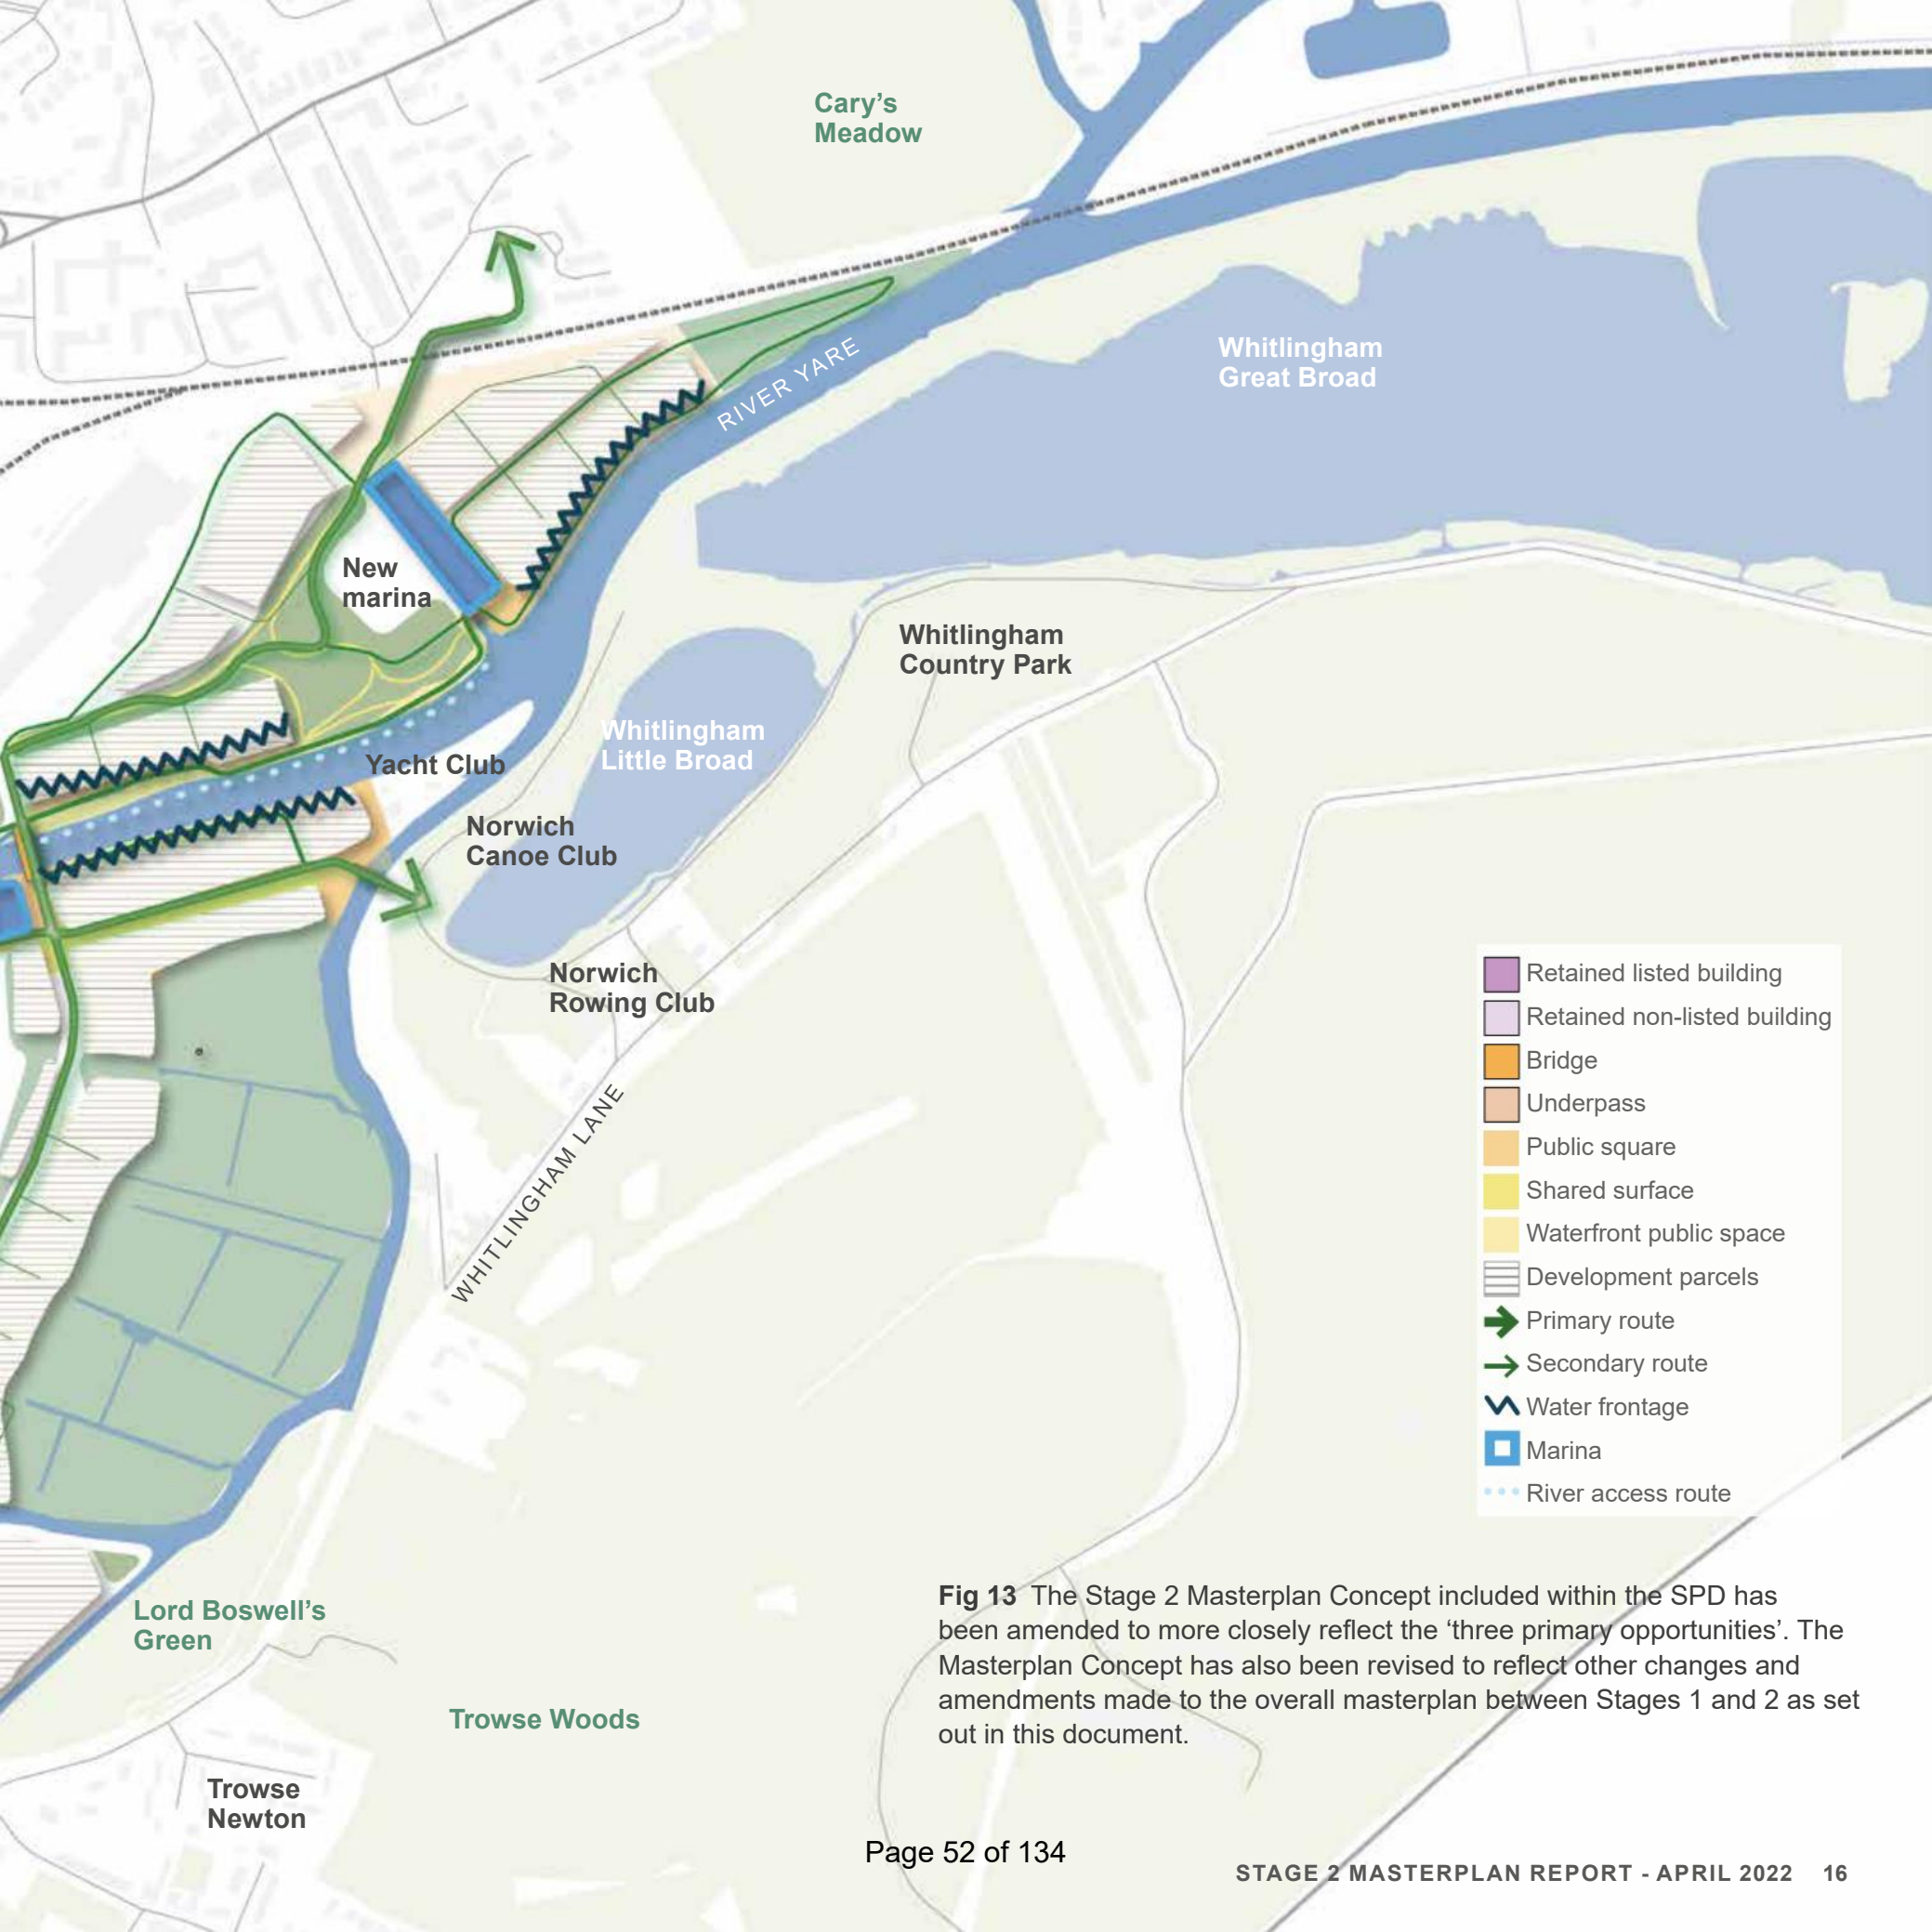 Cary’s
Meadow
RIVER YARE
Whitlingham
Great Broad
New
marina
Whitlingham
Country Park
Whitlingham
Little Broad
Yacht Club
Norwich
Canoe Club
Norwich
Rowing Club
WHITLINGHAM LANE
Retained listed building
Retained non-listed building
Bridge
Underpass
Public square
Shared surface
Waterfront public space
Development parcels
Primary route
Secondary route
Water frontage
Marina
River access route
Lord Boswell’s
Green
Trowse Woods
Trowse
Newton
Fig 13 The Stage 2 Masterplan Concept included within the SPD has
been amended to more closely reflect the ‘three primary opportunities’. The
Masterplan Concept has also been revised to reflect other changes and
amendments made to the overall masterplan between Stages 1 and 2 as set
out in this document.
Page 52 of 134
STAGE 2 MASTERPLAN REPORT - APRIL 2022 16